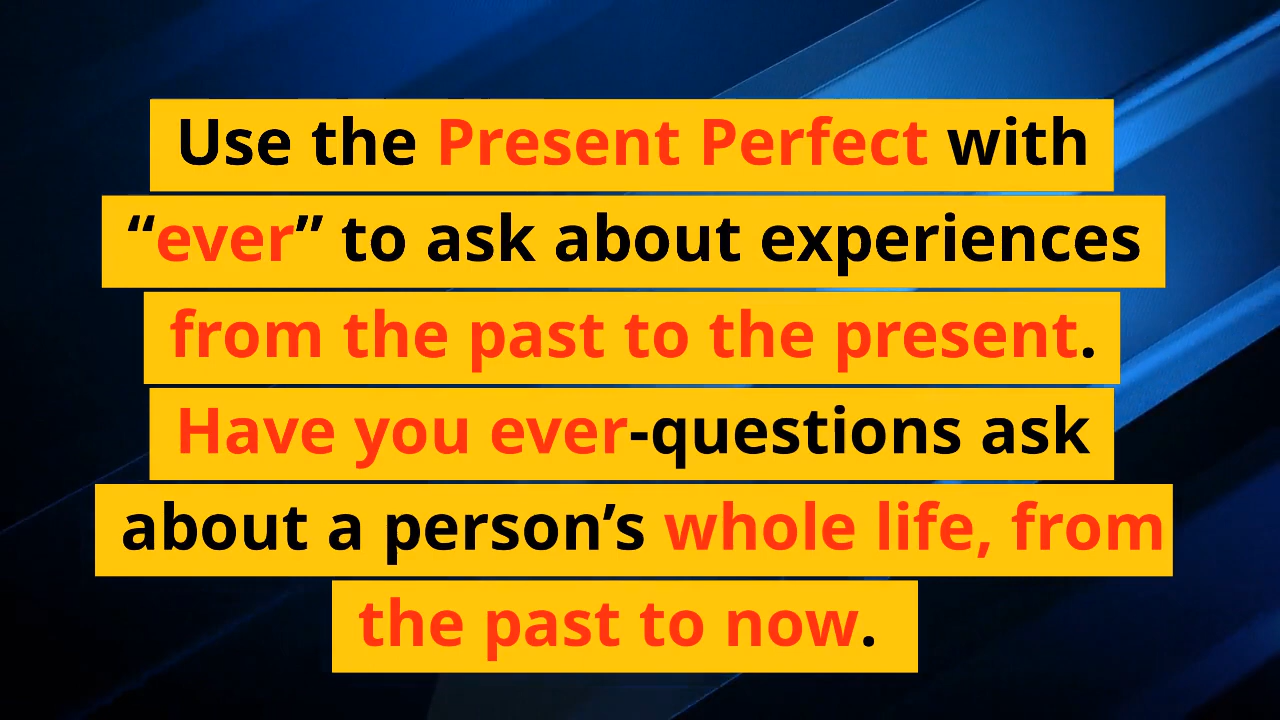 Use the Present Perfect with
“ever” to ask about experiences
from the past to the present.
Have you ever-questions ask
about a person’s whole life, from
the past to now.